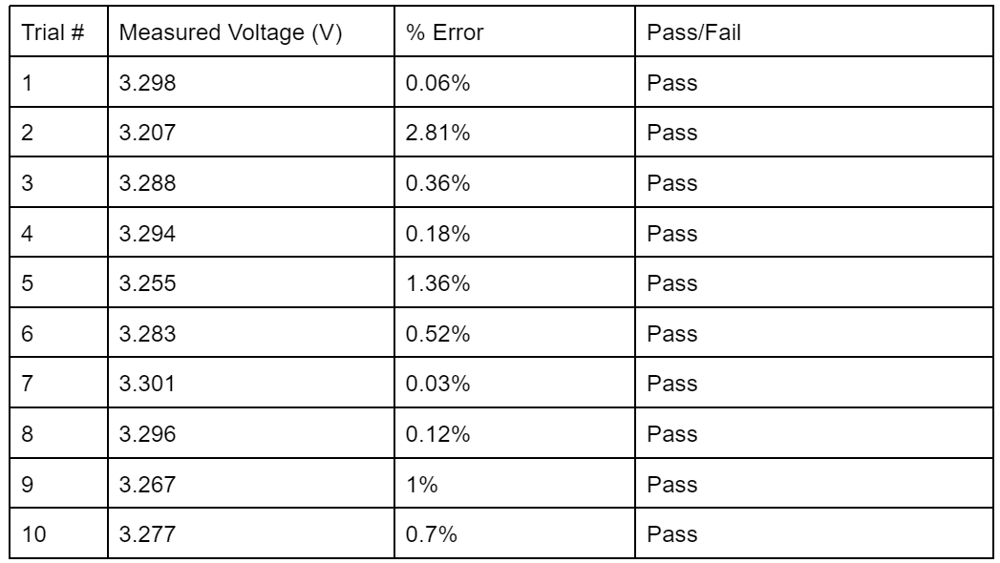 Trial # Measured Voltage (V) % Error Pass/Fail
1 3.298 0.06% Pass
2 3.207 2.81% Pass
3 3.288 0.36% Pass
4 3.294 0.18% Pass
5 3.255 1.36% Pass
6 3.283 0.52% Pass
7 3.301 0.03% Pass
8 3.296 0.12% Pass
9 3.267 1% Pass
10 3.277 0.7% Pass